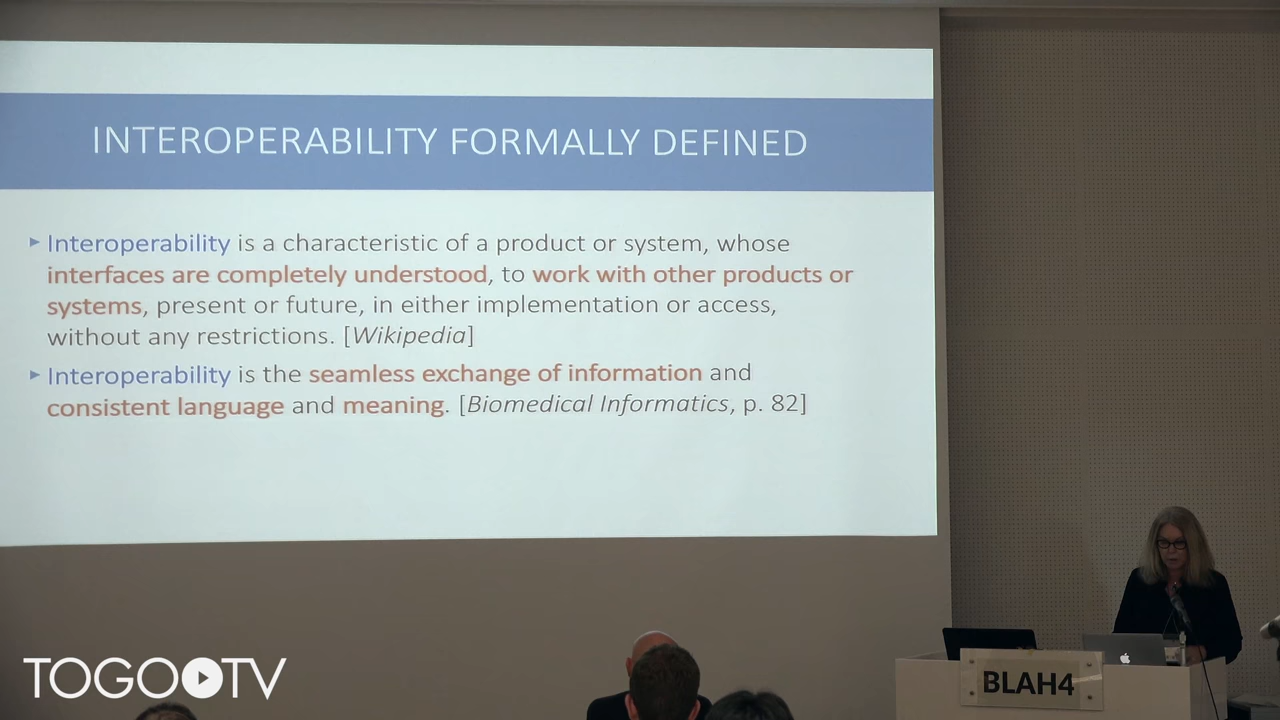 INTEROPERABILITY FORMALLY DEFINED
Interoperability is a characteristic of a product or system, whose
interfaces are completely understood, to work with other products or
systems, present or future, in either implementation or access,
without any restrictions. [Wikipedia]
Interoperability is the seamless exchange of information and
consistent language and meaning. [Biomedical Informatics, p. 82]
BLAH4
TOGOTV